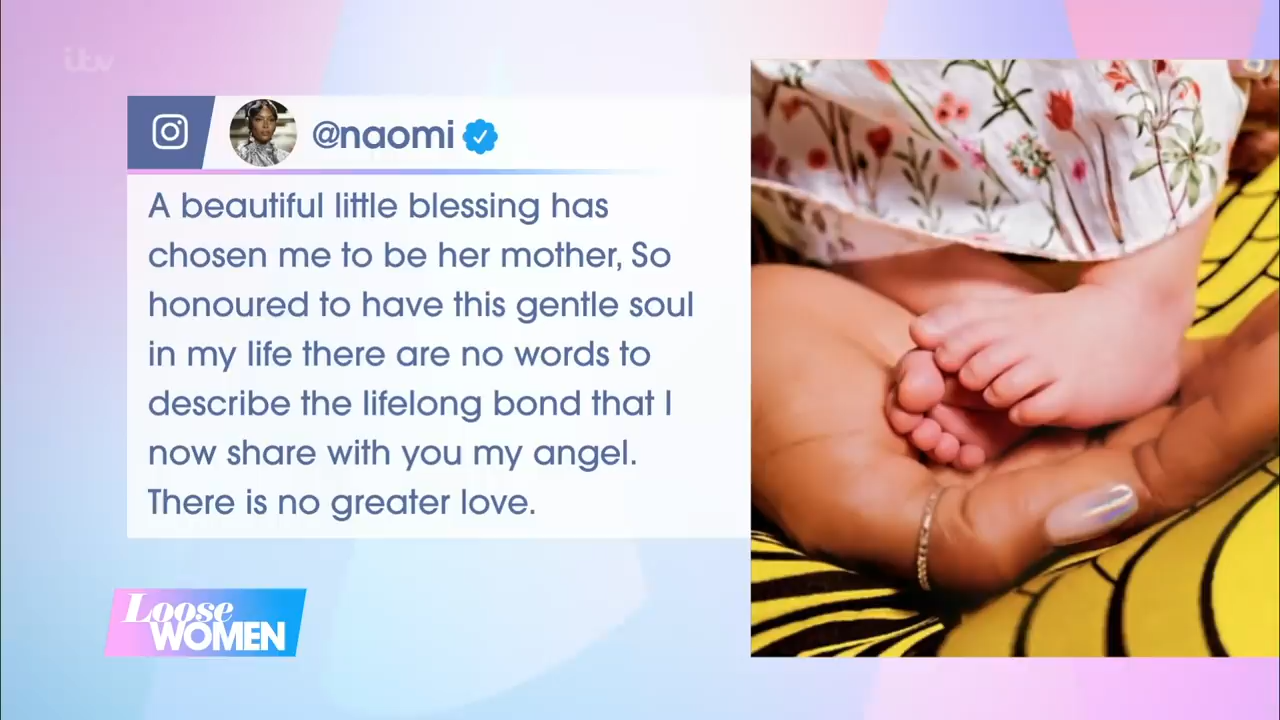 itv
@naomi
A beautiful little blessing has
chosen me to be her mother, So
honoured to have this gentle soul
in my life there are no words to
describe the lifelong bond that I
now share with you my angel.
There is no greater love.
Loose
WOMEN